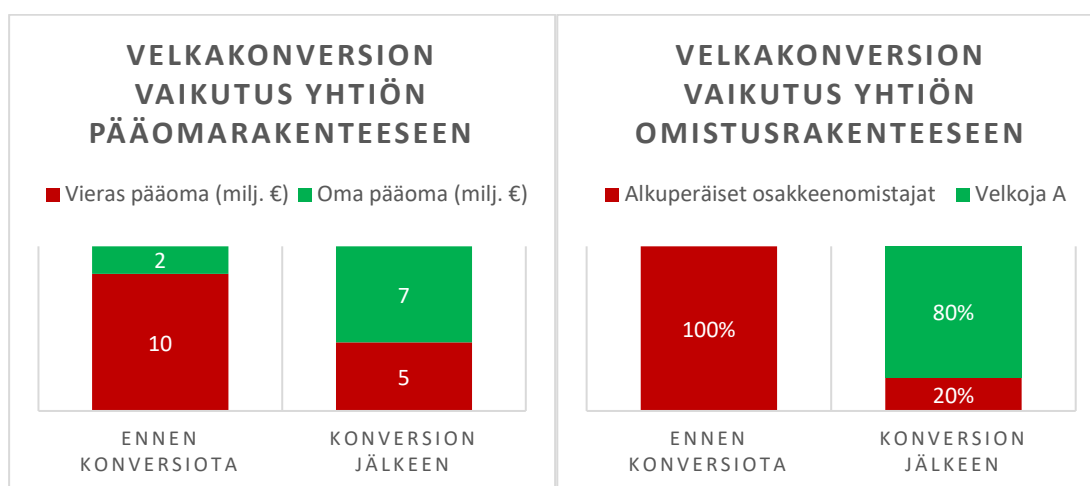 VELKAKONVERSION
VAIKUTUS YHTIÖN
PÄÄOMARAKENTEESEEN
Vieras pääoma (milj. €) Oma pääoma (milj. €)
2
10
7
5
ENNEN
KONVERSIOTA
KONVERSION
JÄLKEEN
VELKAKONVERSION
VAIKUTUS YHTIÖN
OMISTUSRAKENTEESEEN
Alkuperäiset osakkeenomistajat Velkoja A
100%
80%
20%
ENNEN
KONVERSIOTA
KONVERSION
JÄLKEEN